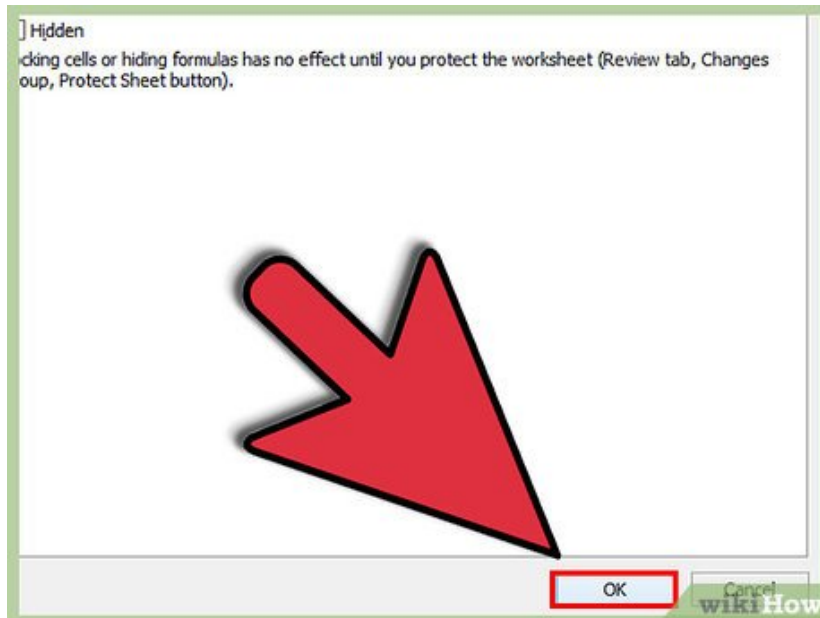 Hidden
cking cells or hiding formulas has no effect until you protect the worksheet (Review tab, Changes
oup, Protect Sheet button).
OK
Cancel
wikiHow